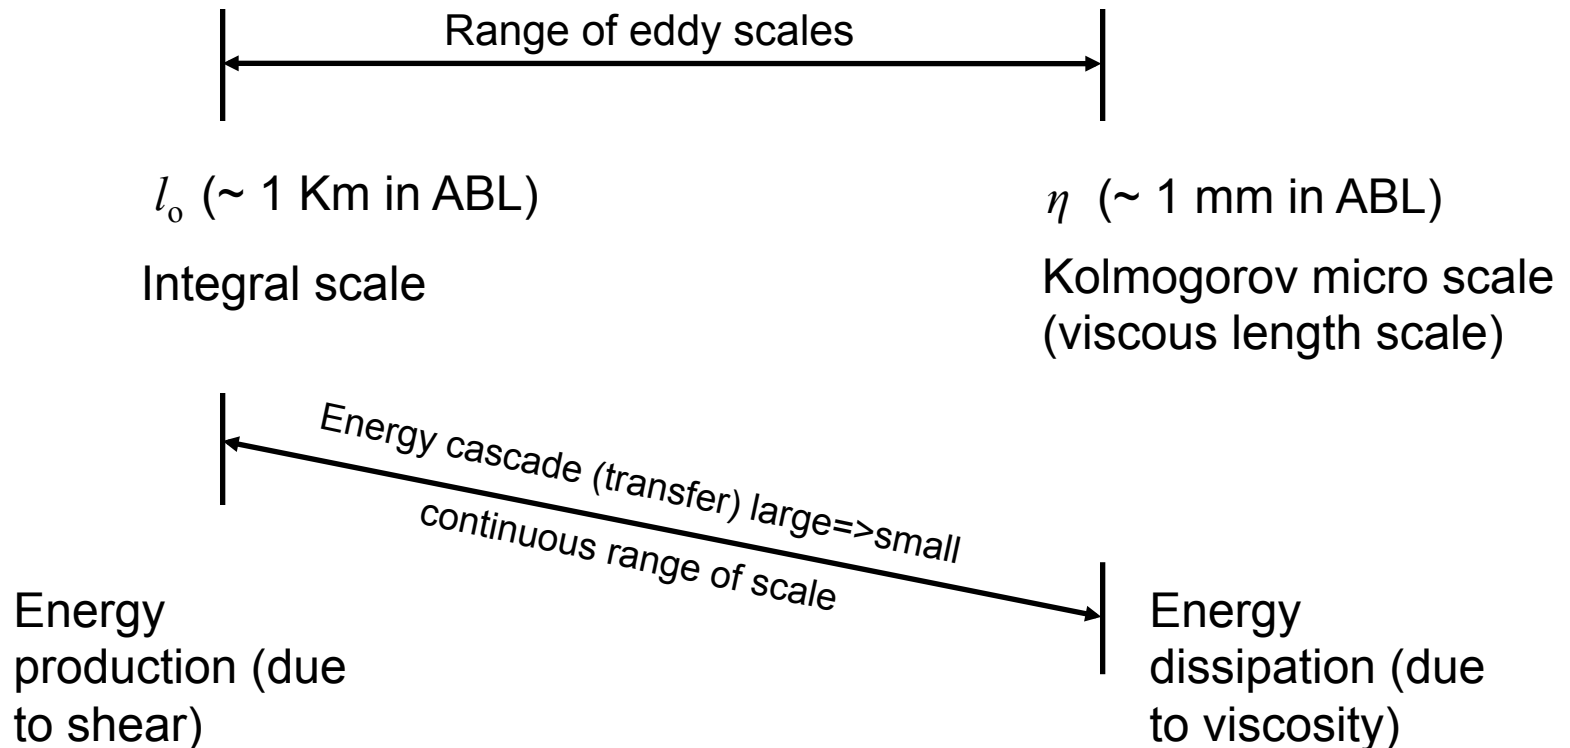 Range of eddy scales
lₒ (~ 1 Km in ABL)
η (~ 1 mm in ABL)
Integral scale
Kolmogorov micro scale
(viscous length scale)
Energy cascade (transfer) large=>small
continuous range of scale
Energy
production (due
to shear)
Energy
dissipation (due
to viscosity)